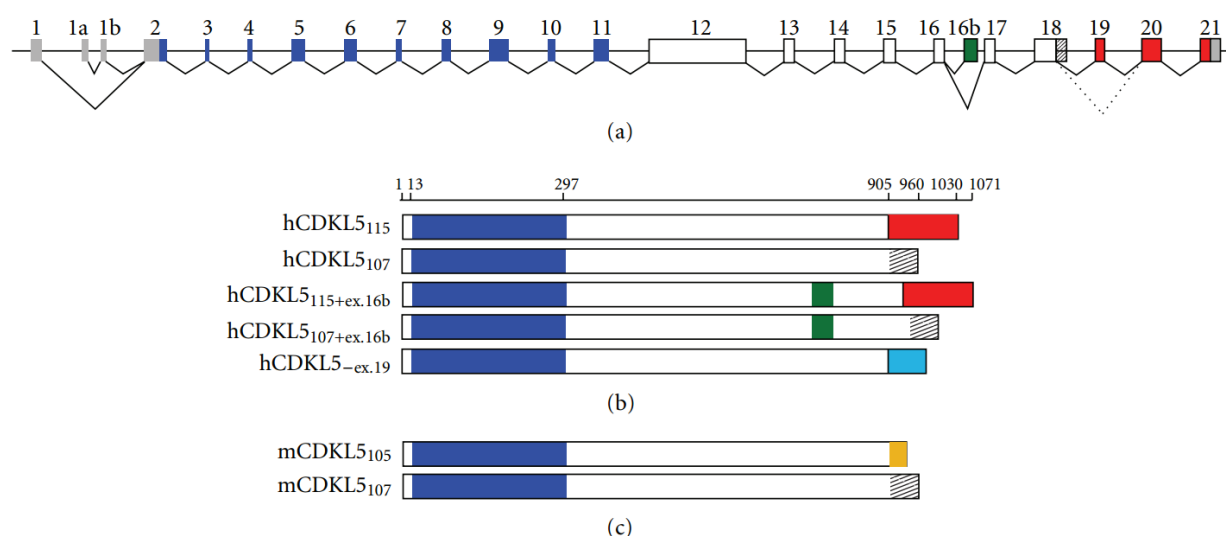 1 1a 1b 2 3 4 5 6 7 8 9 10 11 12 13 14 15 16 16b 17 18 19 20 21
(a)
1 13 297 905 960 1030 1071
hCDKL5115
hCDKL5107
hCDKL5115+ex.16b
hCDKL5107+ex.16b
hCDKL5−ex.19
(b)
mCDKL5105
mCDKL5107
(c)